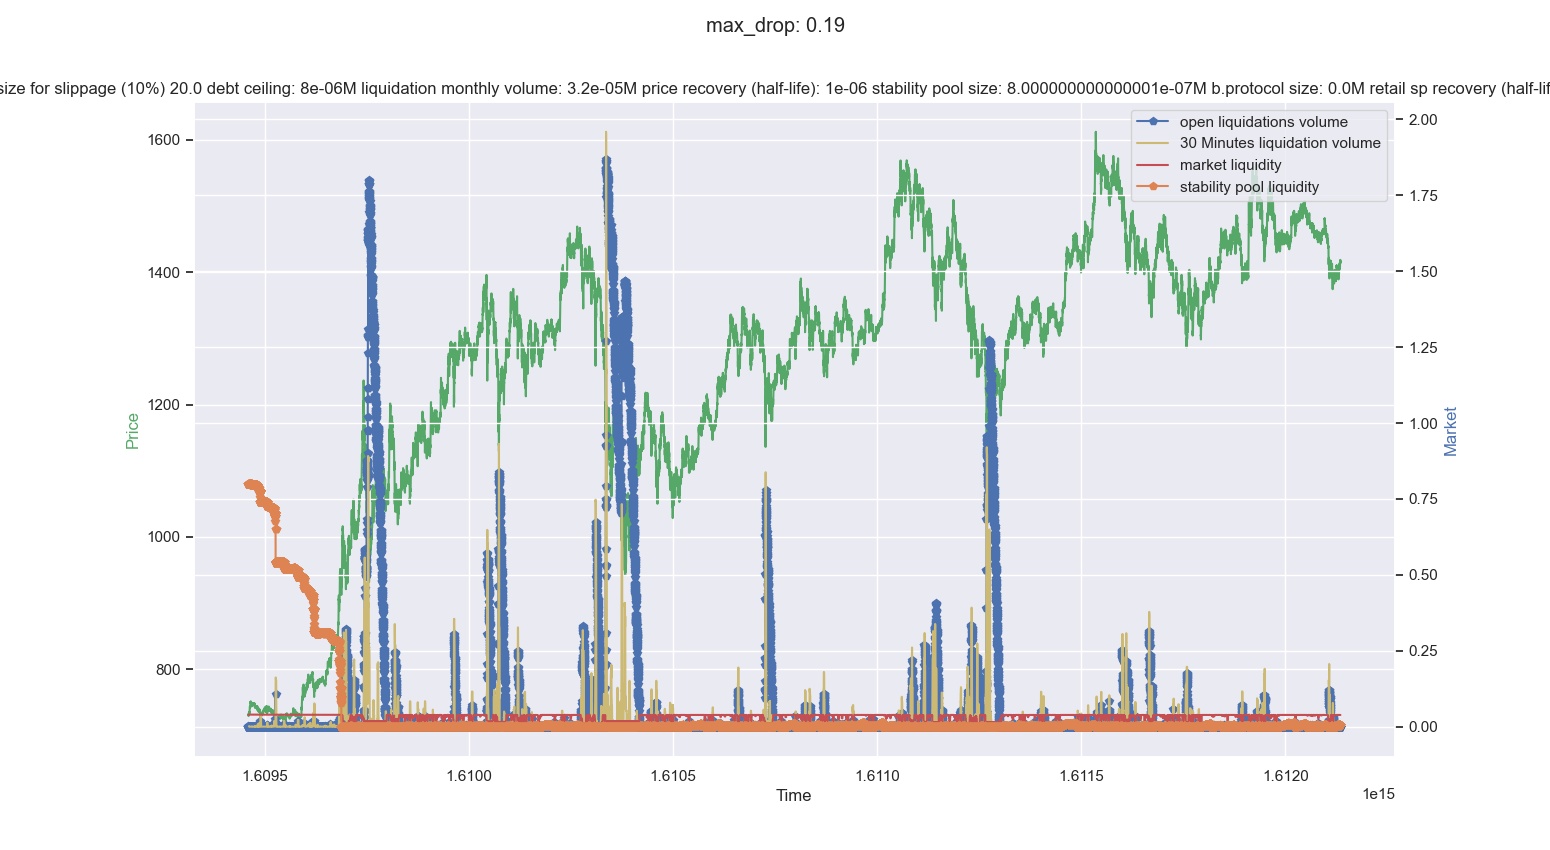 max_drop: 0.19
size for slippage (10%) 20.0 debt ceiling: 8e-06M liquidation monthly volume: 3.2e-05M price recovery (half-life): 1e-06 stability pool size: 8.000000000000001e-07M b.protocol size: 0.0M retail sp recovery (half-lif
open liquidations volume
30 Minutes liquidation volume
market liquidity
stability pool liquidity
1600
1400
1200
1000
800
Price
2.00
1.75
1.50
1.25
1.00
0.75
0.50
0.25
0.00
Market
1.6095 1.6100 1.6105 1.6110 1.6115 1.6120
Time
1e15